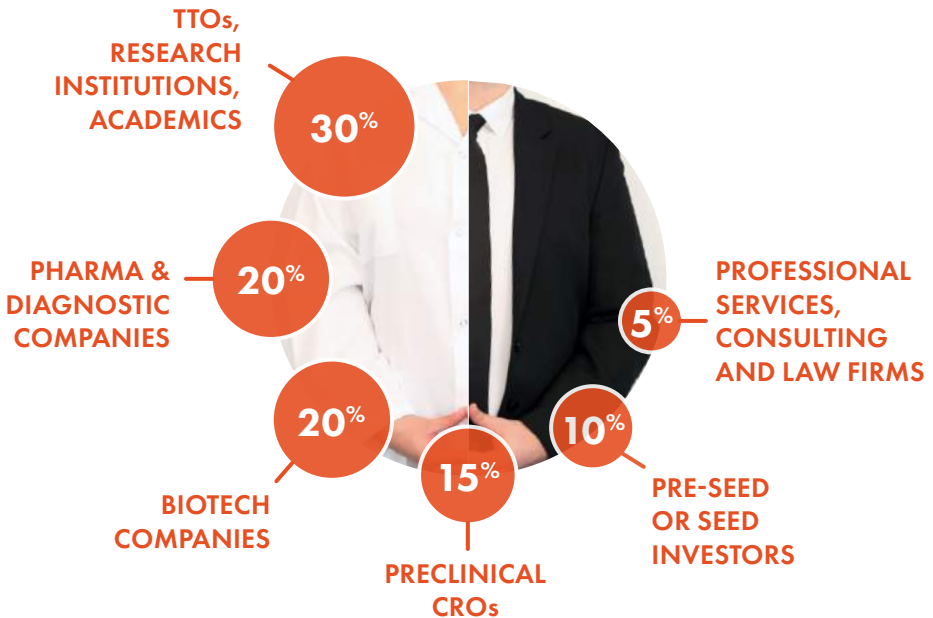 TTOs,
RESEARCH
INSTITUTIONS,
ACADEMICS
30%
PHARMA &
DIAGNOSTIC
COMPANIES
20%
BIOTECH
COMPANIES
20%
PRECLINICAL
CROs
15%
PRE-SEED
OR SEED
INVESTORS
10%
PROFESSIONAL
SERVICES,
CONSULTING
AND LAW FIRMS
5%